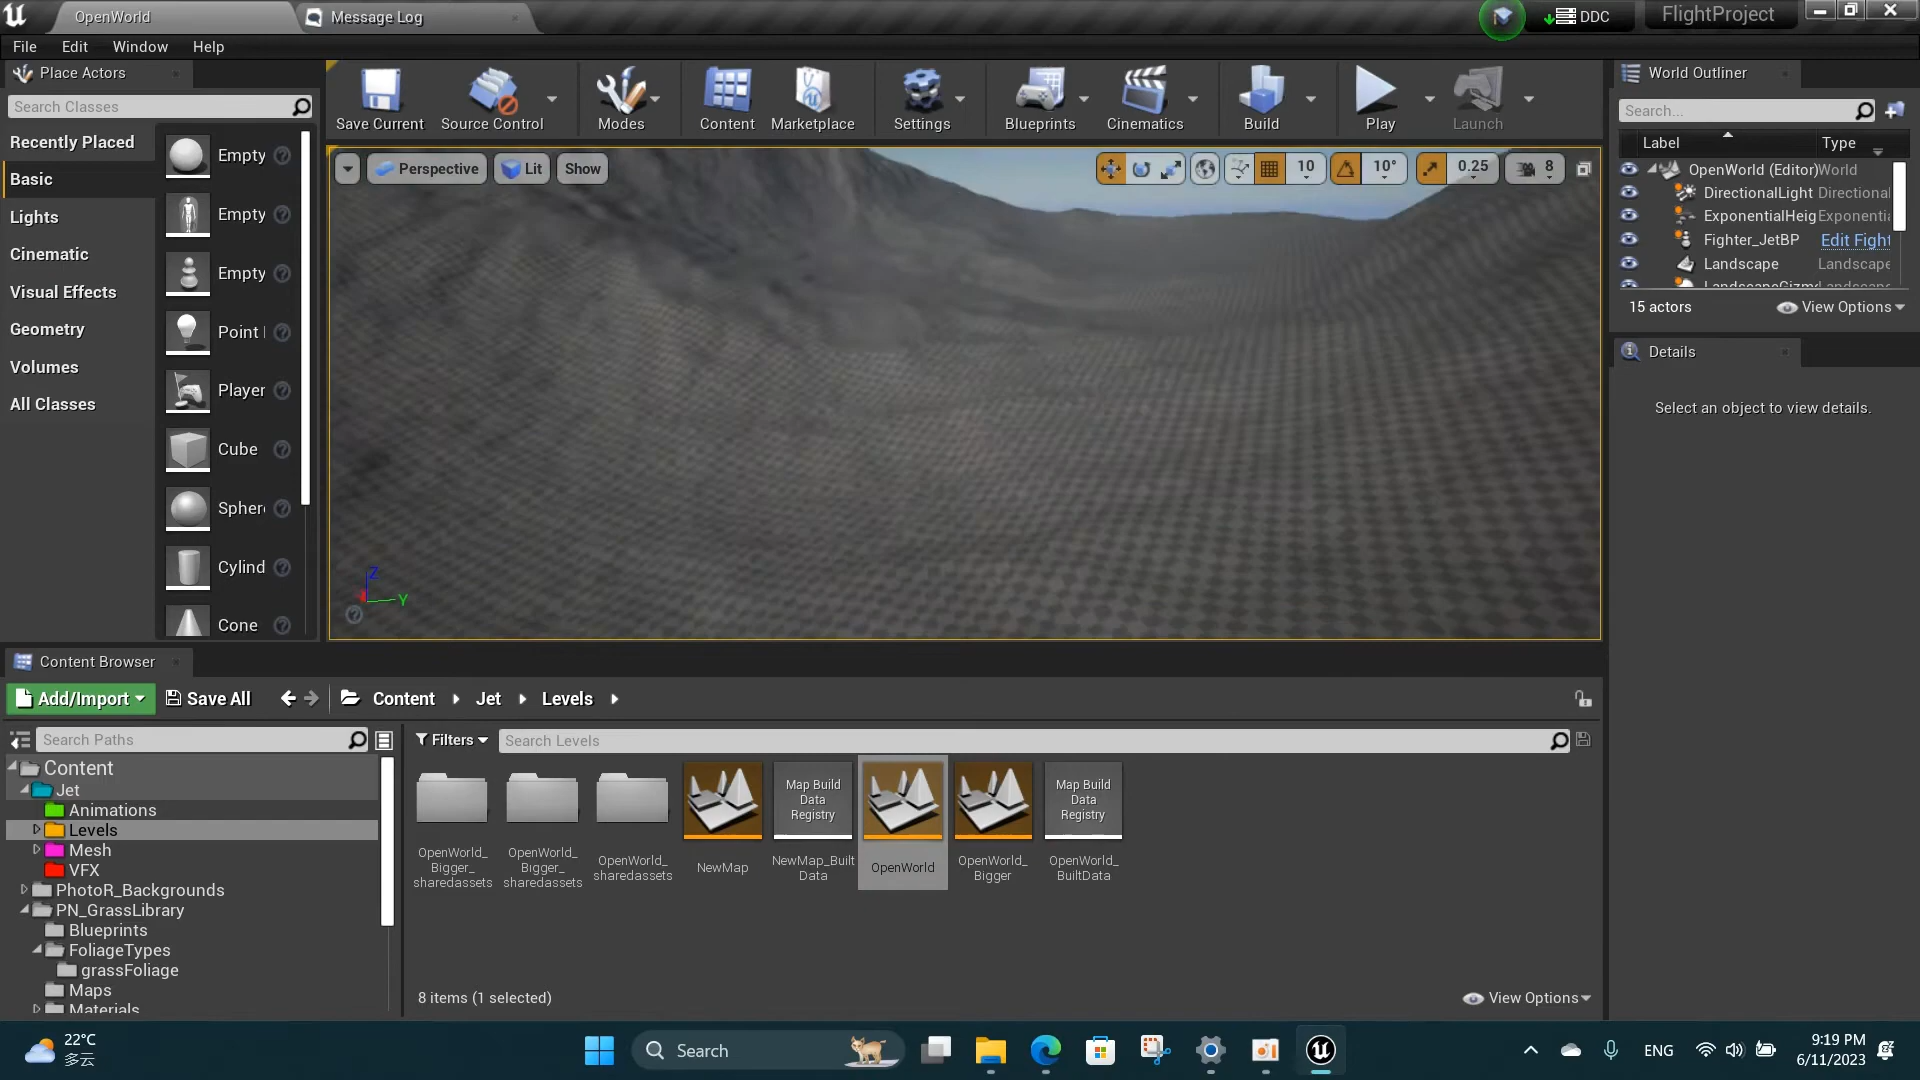 OpenWorld
Message Log
DDC
FlightProject
File Edit Window Help
Place Actors
Search Classes
Recently Placed
Basic
Lights
Cinematic
Visual Effects
Geometry
Volumes
All Classes
Empty
Empty
Empty
Point
Player
Cube
Spher
Cylind
Cone
Save Current
Source Control
Modes
Content
Marketplace
Settings
Blueprints
Cinematics
Build
Play
Launch
Perspective
Lit
Show
10
10°
0.25
8
Z
Y
World Outliner
Search...
Label Type
OpenWorld (Editor) World
DirectionalLight Directional
ExponentialHeig Exponentia
Fighter_JetBP Edit Fight
Landscape Landscape
LandscapeGizmo Landscape
15 actors
View Options
Details
Select an object to view details.
Content Browser
Add/Import
Save All
Content
Jet
Levels
Search Paths
Filters
Search Levels
Content
Jet
Animations
Levels
Mesh
VFX
PhotoR_Backgrounds
PN_GrassLibrary
Blueprints
FoliageTypes
grassFoliage
Maps
Materials
OpenWorld_
Bigger_
sharedassets
OpenWorld_
Bigger_
sharedassets
OpenWorld_
sharedassets
NewMap
Map Build
Data
Registry
NewMap_Built
Data
OpenWorld
OpenWorld_
Bigger
Map Build
Data
Registry
OpenWorld_
BuiltData
8 items (1 selected)
View Options
22°C
多云
Search
ENG
9:19 PM
6/11/2023